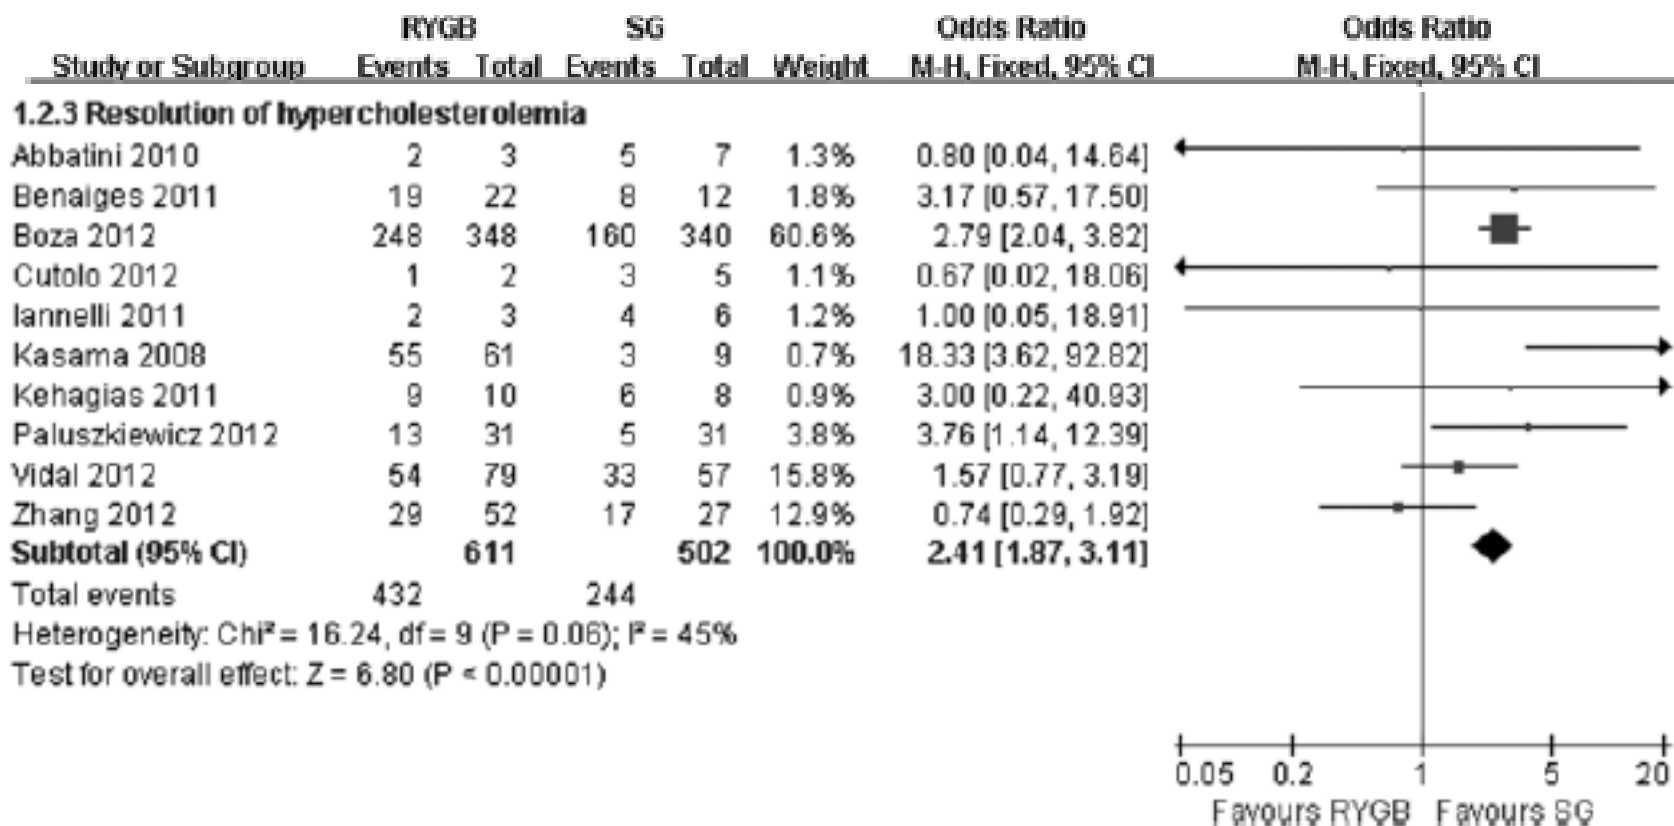 RYGB SG Odds Ratio Odds Ratio
Study or Subgroup Events Total Events Total Weight M-H, Fixed, 95% CI M-H, Fixed, 95% CI
1.2.3 Resolution of hypercholesterolemia
Abbatini 2010 2 3 5 7 1.3% 0.80 [0.04, 14.64]
Benaiges 2011 19 22 8 12 1.8% 3.17 [0.57, 17.50]
Boza 2012 248 348 160 340 60.6% 2.79 [2.04, 3.82]
Cutolo 2012 1 2 3 5 1.1% 0.67 [0.02, 18.06]
Iannelli 2011 2 3 4 6 1.2% 1.00 [0.05, 18.91]
Kasama 2008 55 61 3 9 0.7% 18.33 [3.62, 92.82]
Kehagias 2011 9 10 6 8 0.9% 3.00 [0.22, 40.93]
Paluszkiewicz 2012 13 31 5 31 3.8% 3.76 [1.14, 12.39]
Vidal 2012 54 79 33 57 15.8% 1.57 [0.77, 3.19]
Zhang 2012 29 52 17 27 12.9% 0.74 [0.29, 1.92]
Subtotal (95% CI) 611 502 100.0% 2.41 [1.87, 3.11]
Total events 432 244
Heterogeneity: Chi² = 16.24, df = 9 (P = 0.06); I² = 45%
Test for overall effect: Z = 6.80 (P < 0.00001)
0.05 0.2 1 5 20
Favours RYGB Favours SG